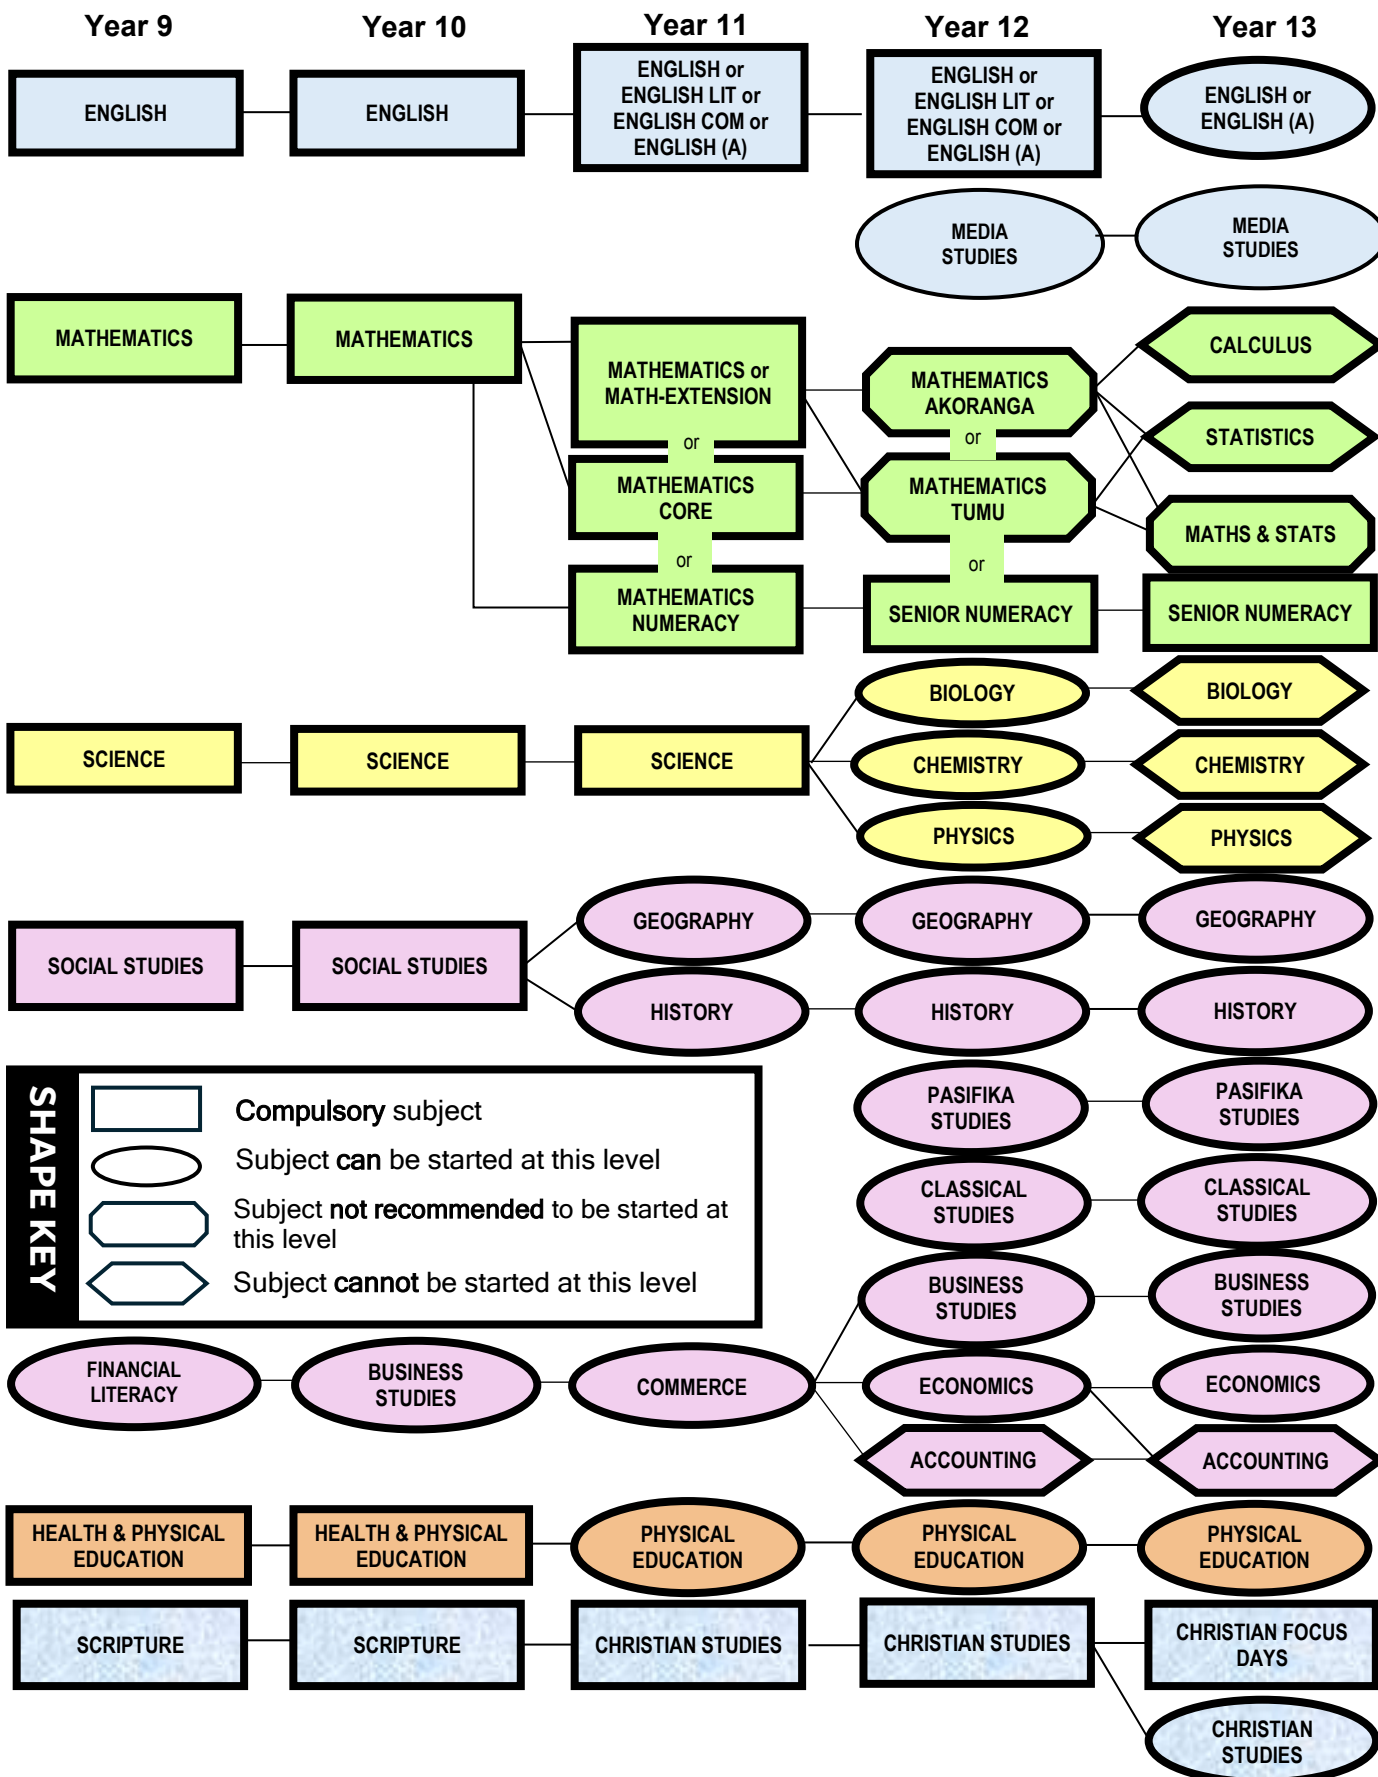 Year 9
Year 10
Year 11
Year 12
Year 13
ENGLISH
ENGLISH
ENGLISH or
ENGLISH LIT or
ENGLISH COM or
ENGLISH (A)
ENGLISH or
ENGLISH LIT or
ENGLISH COM or
ENGLISH (A)
ENGLISH or
ENGLISH (A)
MEDIA
STUDIES
MEDIA
STUDIES
MATHEMATICS
MATHEMATICS
MATHEMATICS or
MATH-EXTENSION
or
MATHEMATICS
CORE
or
MATHEMATICS
NUMERACY
MATHEMATICS
AKORANGA
or
MATHEMATICS
TUMU
or
SENIOR NUMERACY
CALCULUS
STATISTICS
MATHS & STATS
SENIOR NUMERACY
SCIENCE
SCIENCE
SCIENCE
BIOLOGY
CHEMISTRY
PHYSICS
BIOLOGY
CHEMISTRY
PHYSICS
SOCIAL STUDIES
SOCIAL STUDIES
GEOGRAPHY
HISTORY
GEOGRAPHY
HISTORY
GEOGRAPHY
HISTORY
PASIFIKA
STUDIES
PASIFIKA
STUDIES
CLASSICAL
STUDIES
CLASSICAL
STUDIES
SHAPE KEY
Compulsory subject
Subject can be started at this level
Subject not recommended to be started at
this level
Subject cannot be started at this level
BUSINESS
STUDIES
BUSINESS
STUDIES
FINANCIAL
LITERACY
BUSINESS
STUDIES
COMMERCE
ECONOMICS
ECONOMICS
ACCOUNTING
ACCOUNTING
HEALTH & PHYSICAL
EDUCATION
HEALTH & PHYSICAL
EDUCATION
PHYSICAL
EDUCATION
PHYSICAL
EDUCATION
PHYSICAL
EDUCATION
SCRIPTURE
SCRIPTURE
CHRISTIAN STUDIES
CHRISTIAN STUDIES
CHRISTIAN FOCUS
DAYS
CHRISTIAN
STUDIES